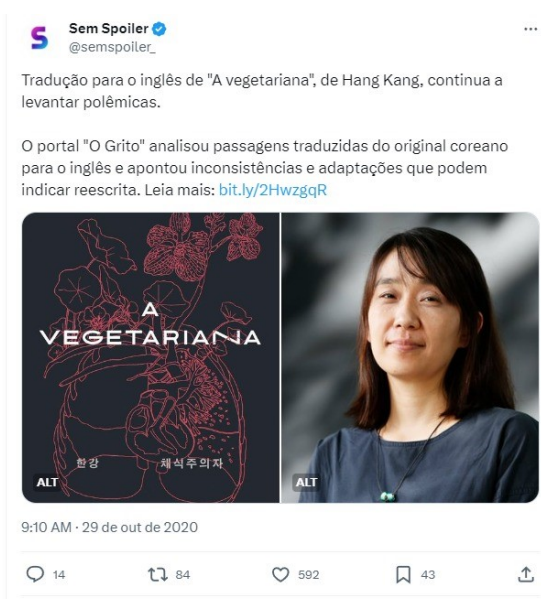 Sem Spoiler
@semspoiler_
Tradução para o inglês de "A vegetariana", de Hang Kang, continua a
levantar polêmicas.
O portal "O Grito" analisou passagens traduzidas do original coreano
para o inglês e apontou inconsistências e adaptações que podem
indicar reescrita. Leia mais: bit.ly/2HwzgqR
A
VEGETARIANA
한강 채식주의자
ALT
ALT
9:10 AM · 29 de out de 2020
14 84 592 43